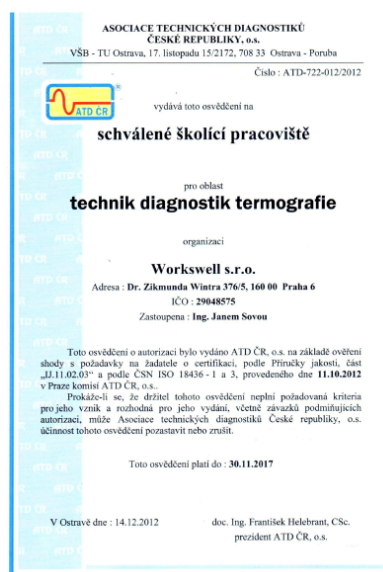 ASOCIACE TECHNICKÝCH DIAGNOSTIKŮ
ČESKÉ REPUBLIKY, o.s.
VŠB - TU Ostrava, 17. listopadu 15/2172, 708 33 Ostrava - Poruba
Číslo : ATD-722-012/2012
ATD ČR
®
vydává toto osvědčení na
schválené školící pracoviště
pro oblast
technik diagnostik termografie
organizaci
Workswell s.r.o.
Adresa : Dr. Zikmunda Wintra 376/5, 160 00 Praha 6
IČO : 29048575
Zastoupena : Ing. Janem Sovou
Toto osvědčení o autorizaci bylo vydáno ATD ČR, o.s. na základě ověření
shody s požadavky na žadatele o certifikaci, podle Příručky jakosti, část
„IJ.11.02.03" a podle ČSN ISO 18436 - 1 a 3, provedeného dne 11.10.2012
v Praze komisí ATD ČR, o.s..
Prokáže-li se, že držitel tohoto osvědčení neplní požadovaná kriteria
pro jeho vznik a rozhodná pro jeho vydání, včetně závazků podmiňujících
autorizaci, může Asociace technických diagnostiků České republiky, o.s.
účinnost tohoto osvědčení pozastavit nebo zrušit.
Toto osvědčení platí do : 30.11.2017
V Ostravě dne : 14.12.2012
doc. Ing. František Helebrant, CSc.
prezident ATD ČR, o.s.